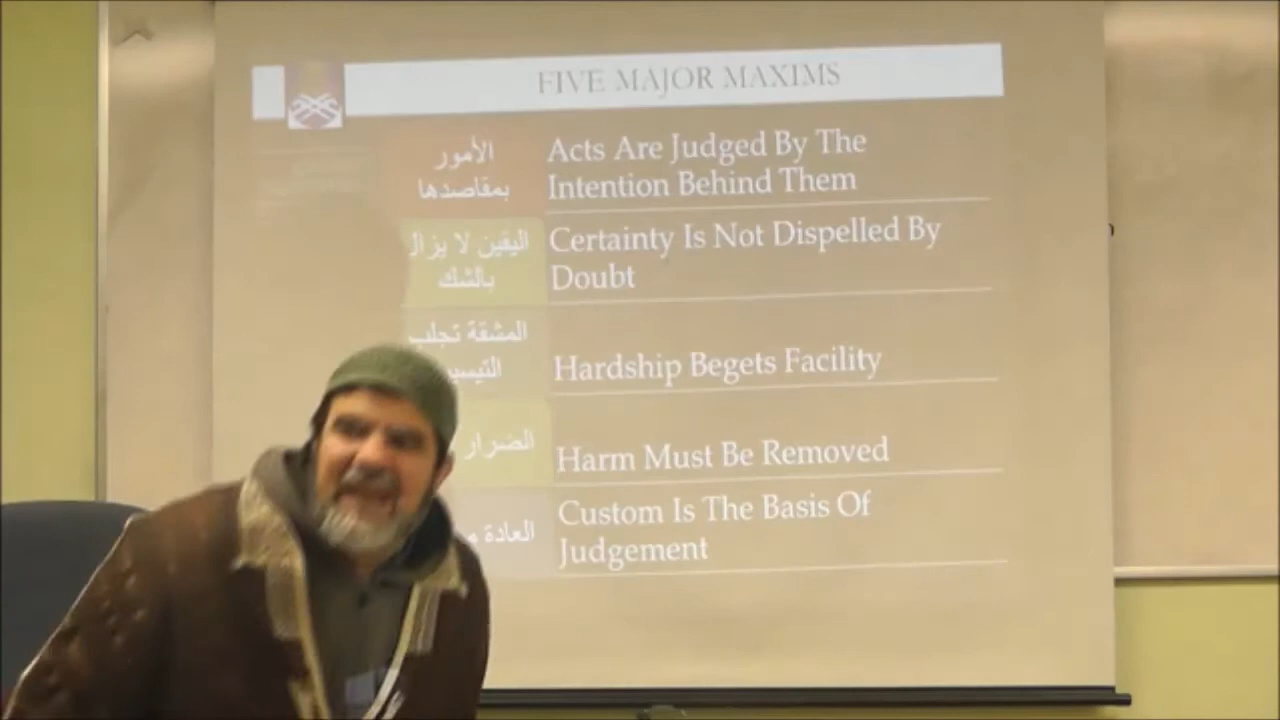 FIVE MAJOR MAXIMS
الأمور
بمقاصدها
Acts Are Judged By The
Intention Behind Them
اليقين لا يزال
بالشك
Certainty Is Not Dispelled By
Doubt
المشقة تجلب
Hardship Begets Facility
الضرار
Harm Must Be Removed
العادة
Custom Is The Basis Of
Judgement